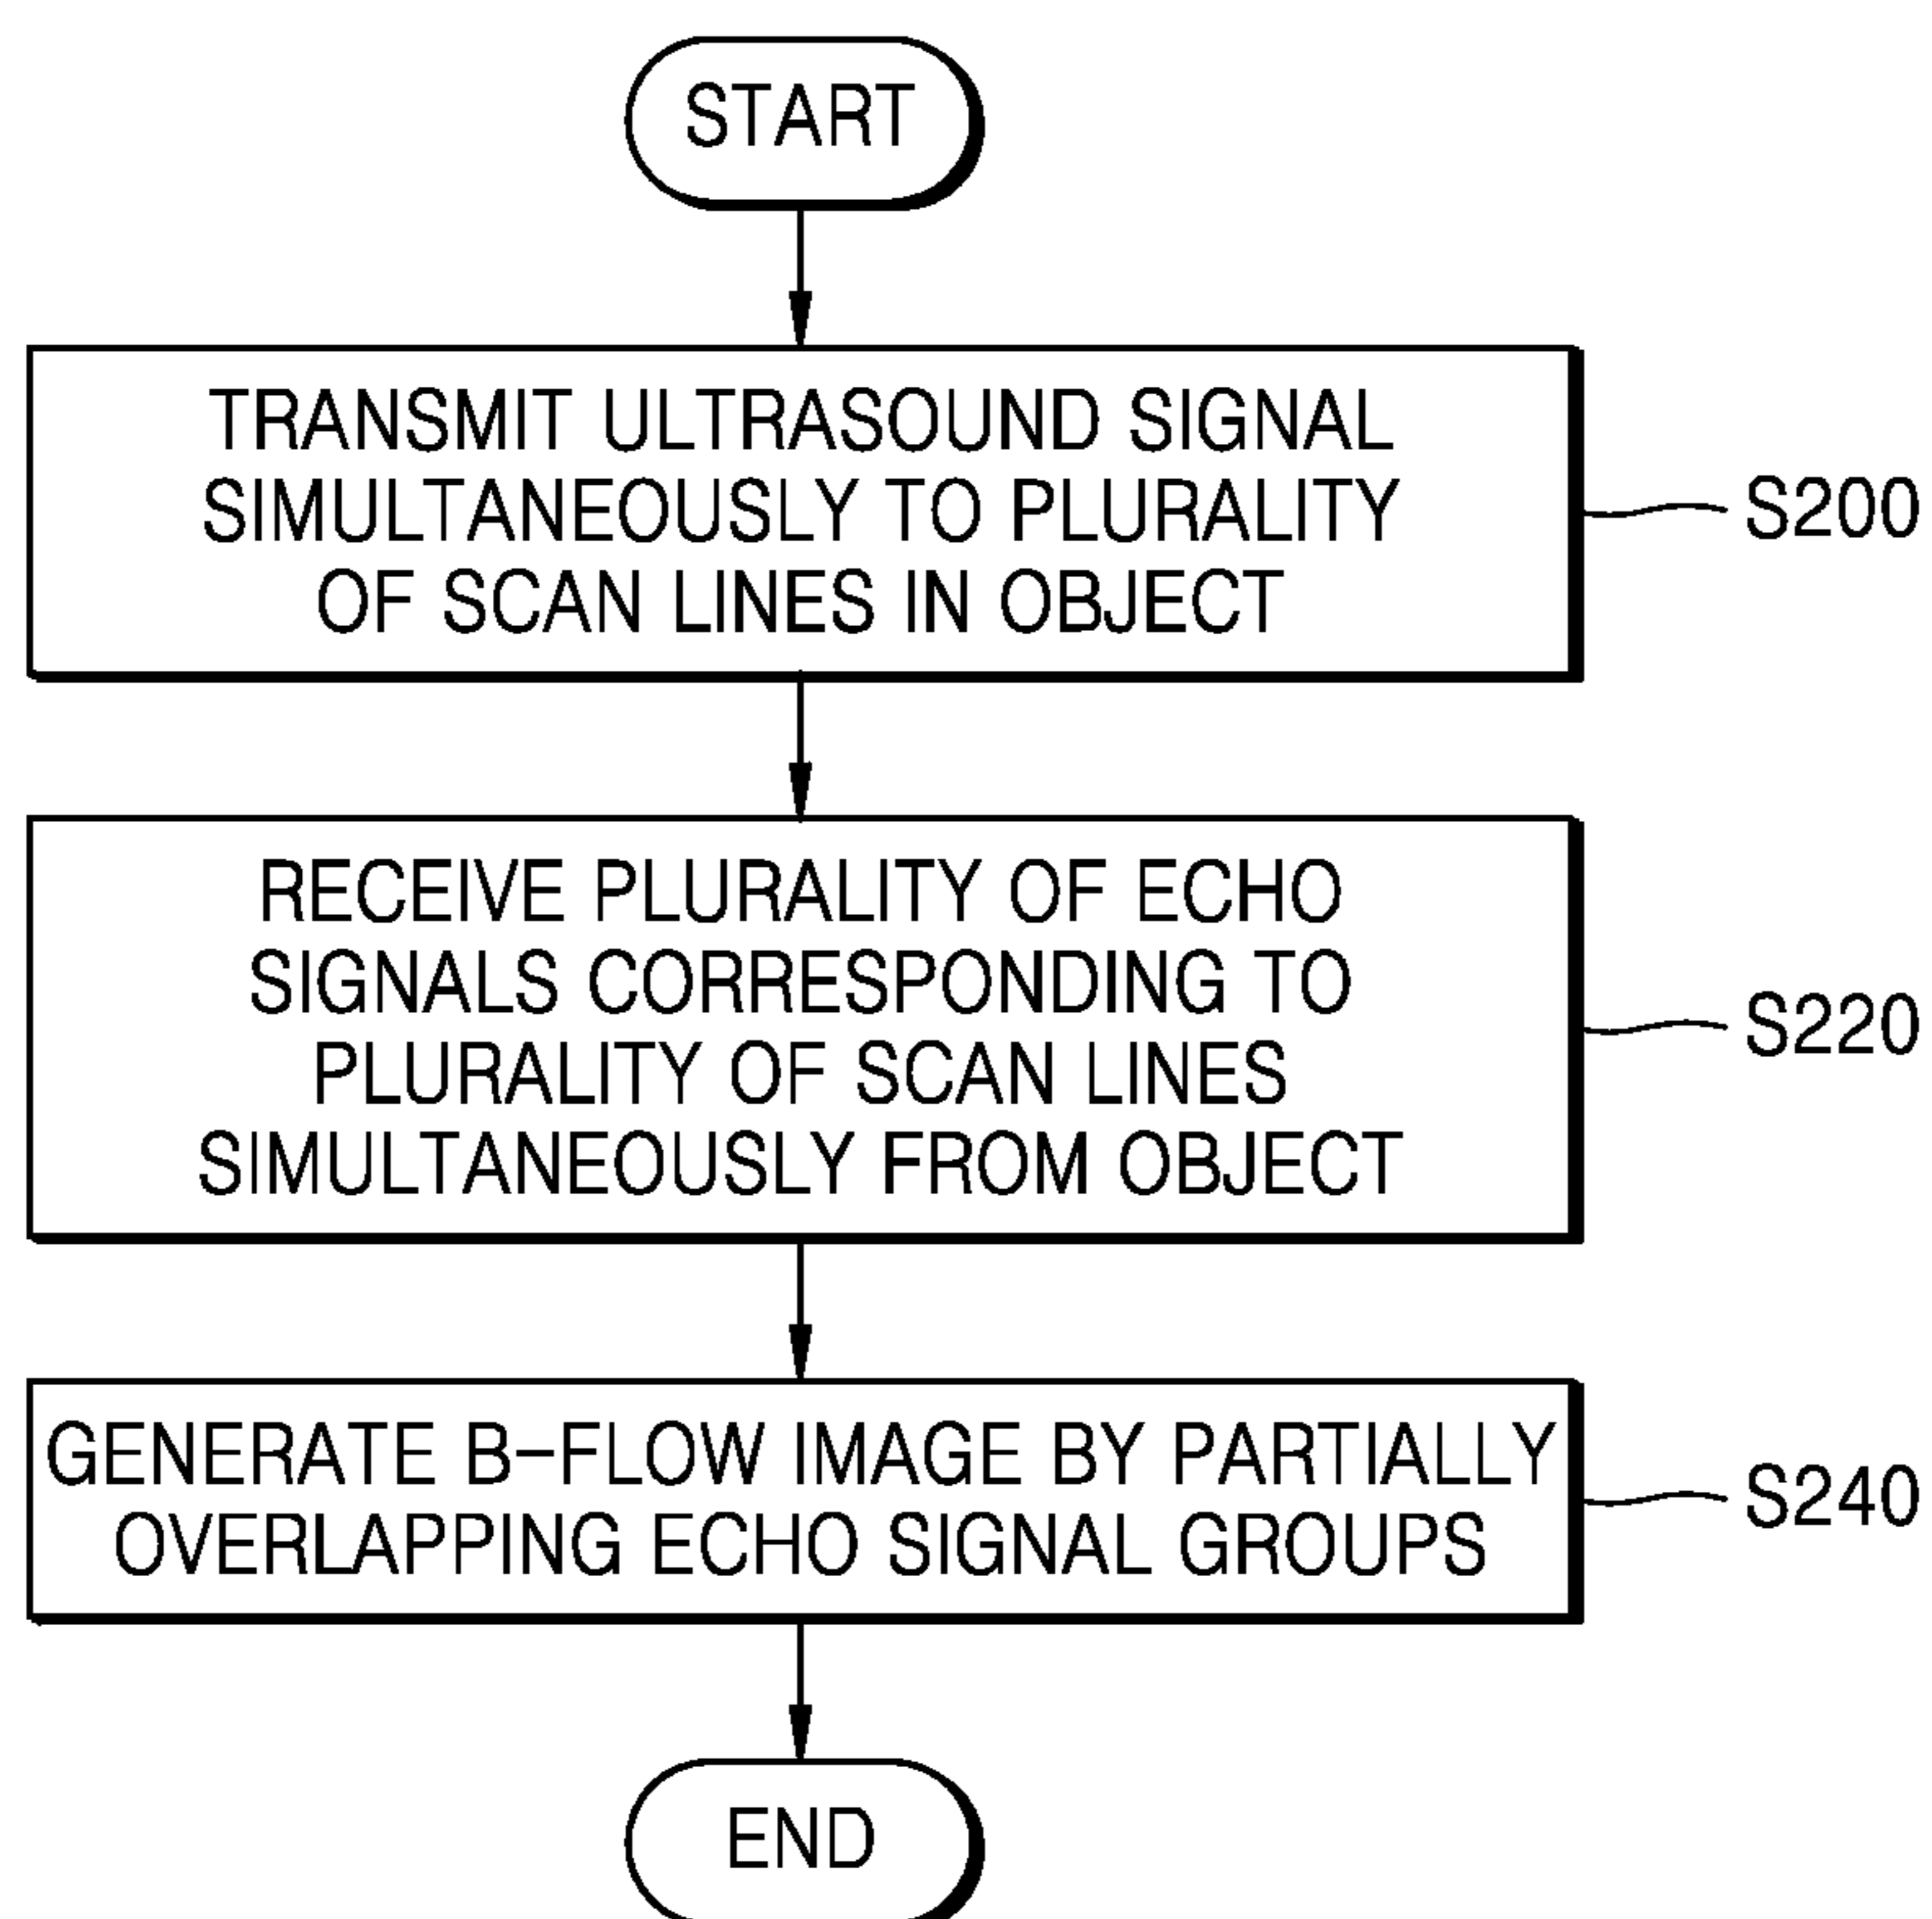 START
TRANSMIT ULTRASOUND SIGNAL
SIMULTANEOUSLY TO PLURALITY
OF SCAN LINES IN OBJECT
S200
RECEIVE PLURALITY OF ECHO
SIGNALS CORRESPONDING TO
PLURALITY OF SCAN LINES
SIMULTANEOUSLY FROM OBJECT
S220
GENERATE B-FLOW IMAGE BY PARTIALLY
OVERLAPPING ECHO SIGNAL GROUPS
S240
END